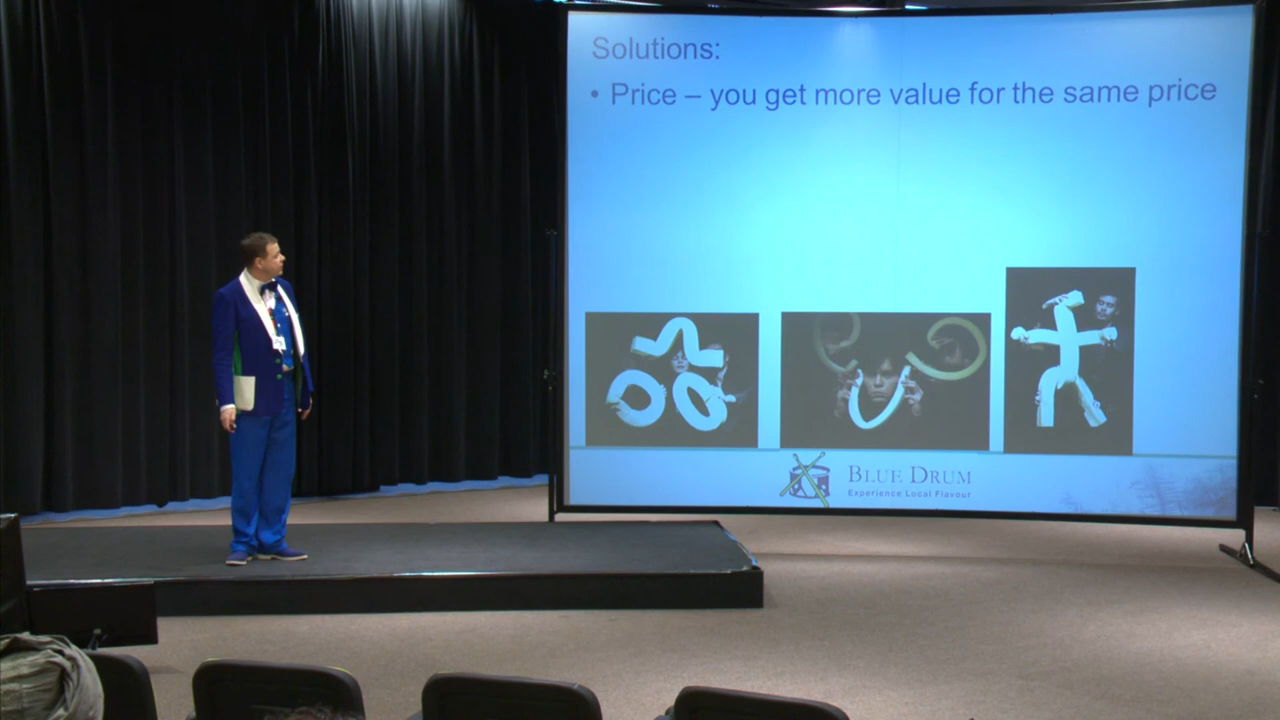 Solutions:
• Price – you get more value for the same price
BLUE DRUM
Experience Local Flavour